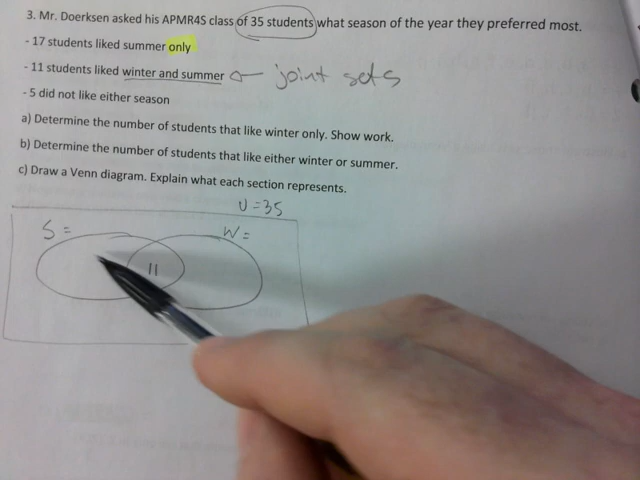 3. Mr. Doerksen asked his APMR4S class of 35 students what season of the year they preferred most.
- 17 students liked summer only
- 11 students liked winter and summer joint sets
- 5 did not like either season
a) Determine the number of students that like winter only. Show work.
b) Determine the number of students that like either winter or summer.
c) Draw a Venn diagram. Explain what each section represents.
U = 35
S = W =
11